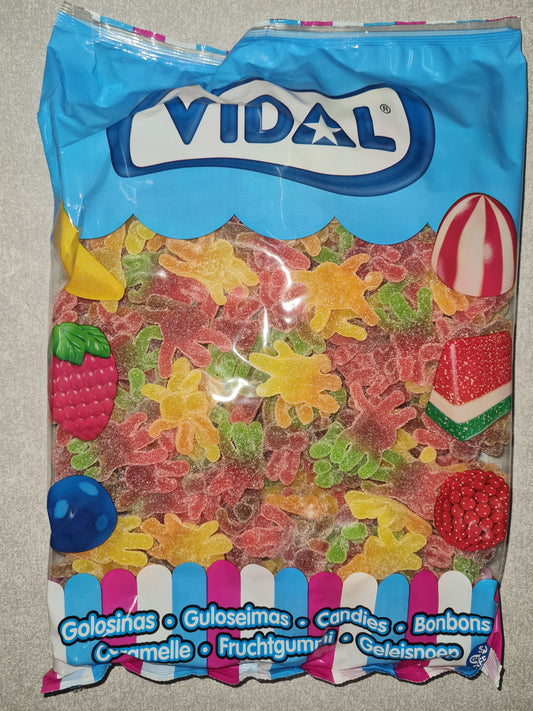 VIDAL®
Golosinas • Guloseimas • Candies • Bonbons
Caramelle • Fruchtgummi • Geleisnoep